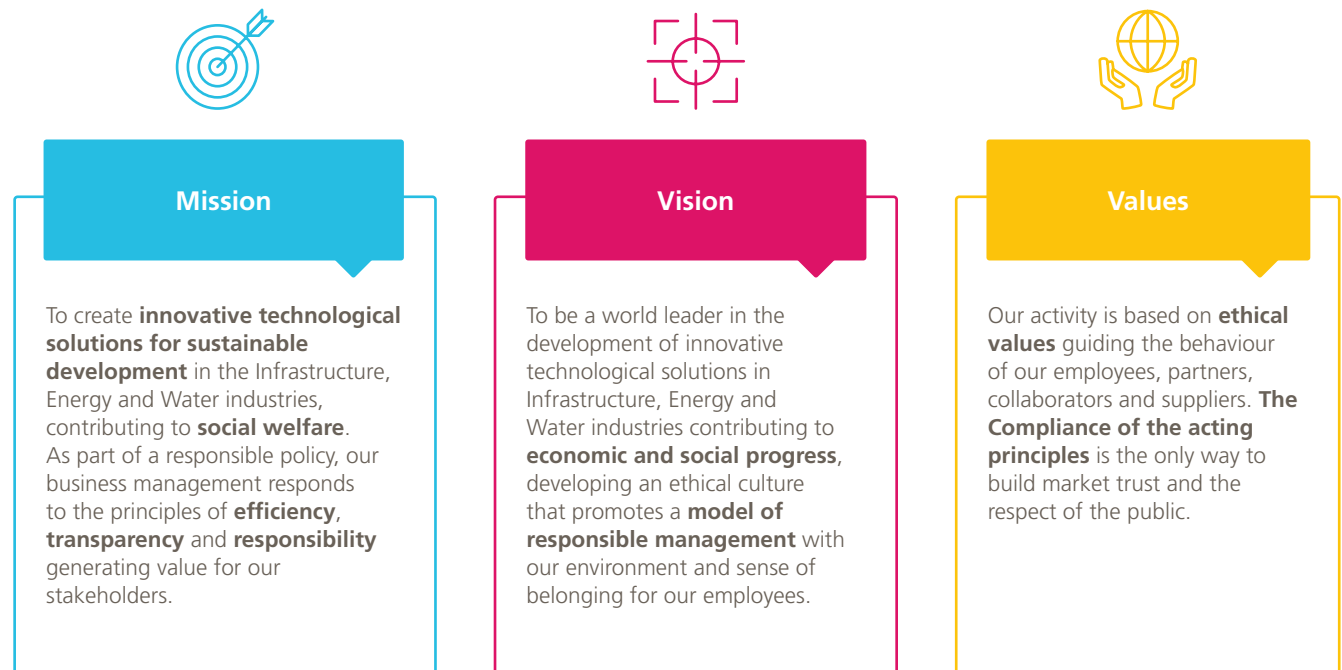 Mission
To create innovative technological
solutions for sustainable
development in the Infrastructure,
Energy and Water industries,
contributing to social welfare.
As part of a responsible policy, our
business management responds
to the principles of efficiency,
transparency and responsibility
generating value for our
stakeholders.
Vision
To be a world leader in the
development of innovative
technological solutions in
Infrastructure, Energy and
Water industries contributing to
economic and social progress,
developing an ethical culture
that promotes a model of
responsible management with
our environment and sense of
belonging for our employees.
Values
Our activity is based on ethical
values guiding the behaviour
of our employees, partners,
collaborators and suppliers. The
Compliance of the acting
principles is the only way to
build market trust and the
respect of the public.